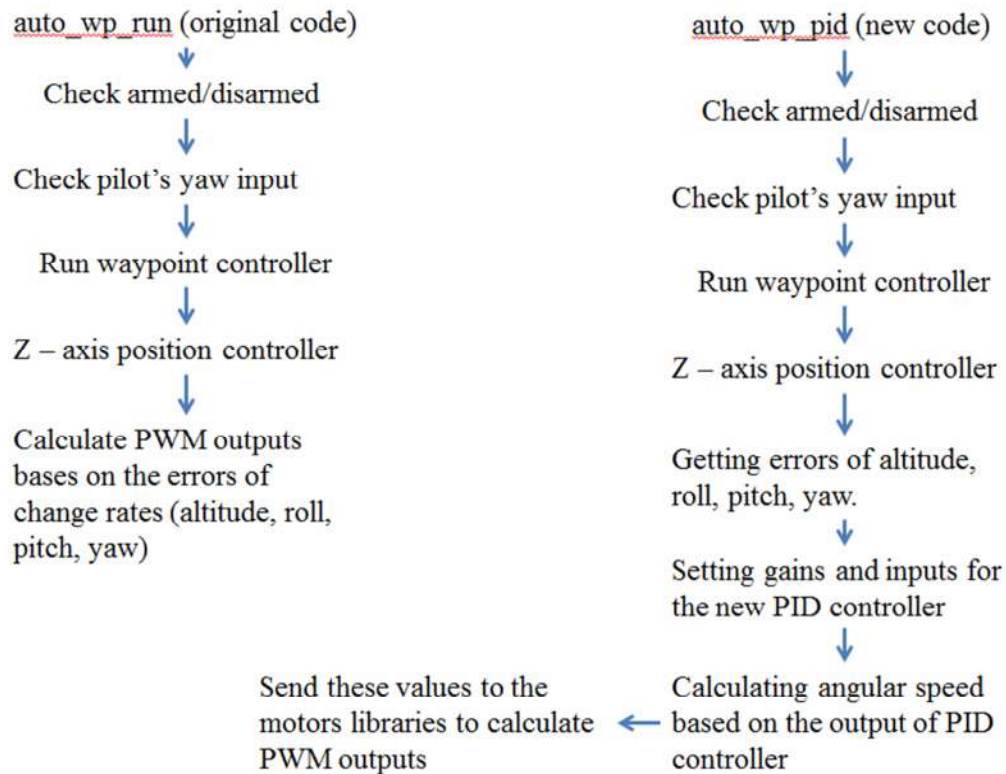 auto_wp_run (original code)
Check armed/disarmed
Check pilot's yaw input
Run waypoint controller
Z – axis position controller
Calculate PWM outputs
bases on the errors of
change rates (altitude, roll,
pitch, yaw)
auto_wp_pid (new code)
Check armed/disarmed
Check pilot's yaw input
Run waypoint controller
Z – axis position controller
Getting errors of altitude,
roll, pitch, yaw.
Setting gains and inputs for
the new PID controller
Calculating angular speed
based on the output of PID
controller
Send these values to the
motors libraries to calculate
PWM outputs